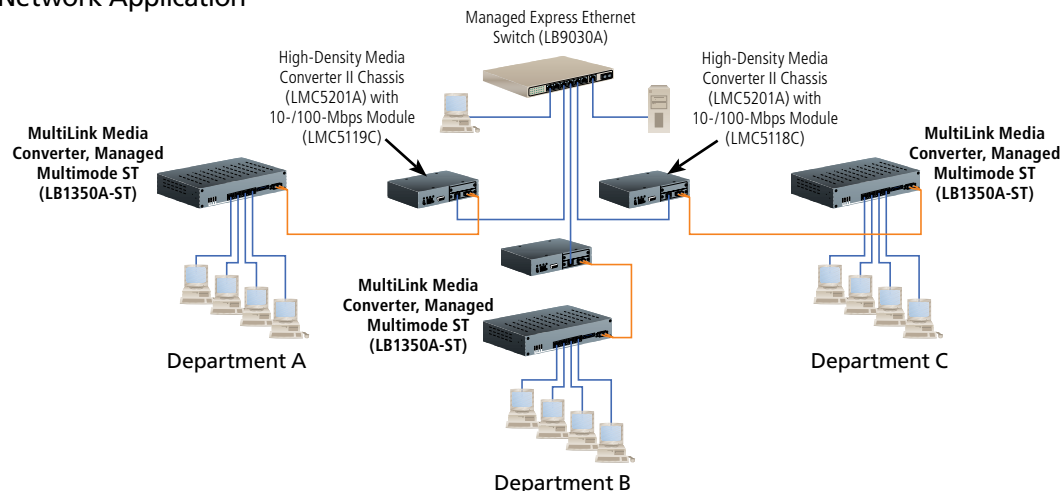 Network Application
Managed Express Ethernet
Switch (LB9030A)
High-Density Media
Converter II Chassis
(LMC5201A) with
10-/100-Mbps Module
(LMC5119C)
High-Density Media
Converter II Chassis
(LMC5201A) with
10-/100-Mbps Module
(LMC5118C)
MultiLink Media
Converter, Managed
Multimode ST
(LB1350A-ST)
MultiLink Media
Converter, Managed
Multimode ST
(LB1350A-ST)
MultiLink Media
Converter, Managed
Multimode ST
(LB1350A-ST)
Department A
Department C
Department B